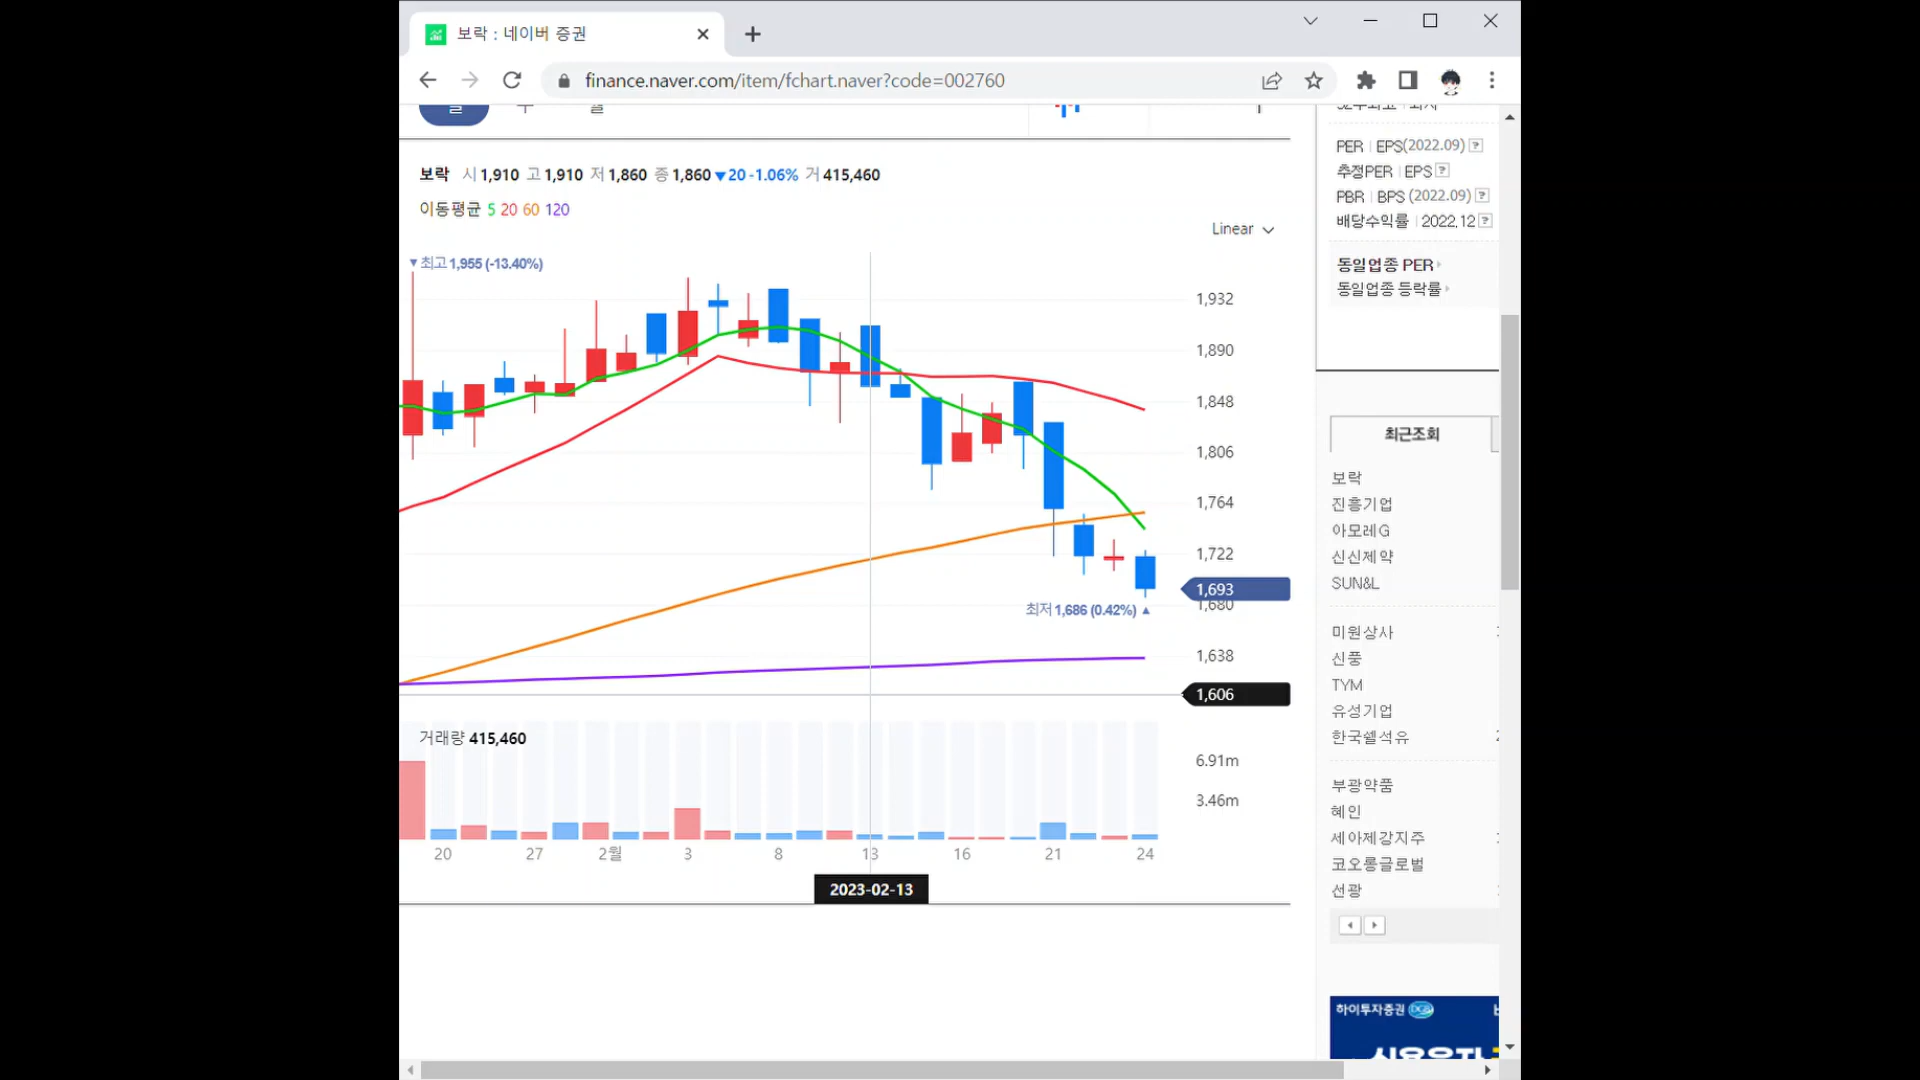 보락 : 네이버 증권
finance.naver.com/item/fchart.naver?code=002760
보락 시 1,910 고 1,910 저 1,860 종 1,860 ▼20 -1.06% 거 415,460
이동평균 5 20 60 120
Linear
▼최고 1,955 (-13.40%)
1,932
1,890
1,848
1,806
1,764
1,722
1,693
1,680
최저 1,686 (0.42%) ▲
1,638
1,606
거래량 415,460
6.91m
3.46m
20 27 2월 3 8 13 16 21 24
2023-02-13
PER | EPS(2022.09) ?
추정PER | EPS ?
PBR | BPS (2022.09) ?
배당수익률 | 2022.12 ?
동일업종 PER
동일업종 등락률
최근조회
보락
진흥기업
아모레G
신신제약
SUN&L
미원상사
신풍
TYM
유성기업
한국쉘석유
부광약품
혜인
세아제강지주
코오롱글로벌
선광
하이투자증권 DGB